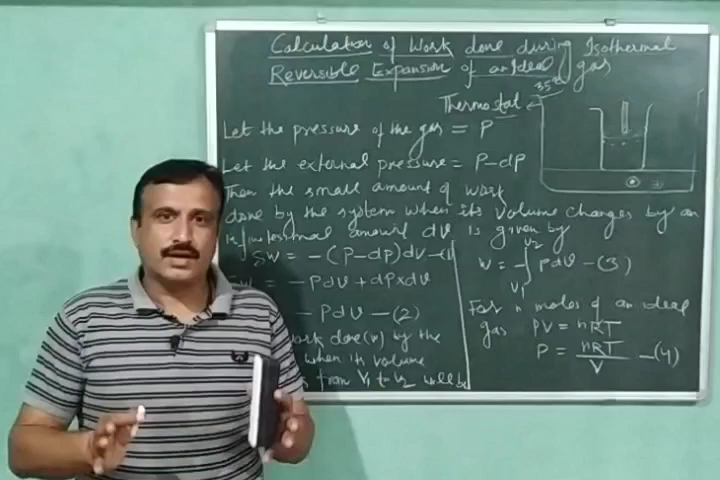 Calculation of Work done during Isothermal
Reversible Expansion of an Ideal gas
35°C
Thermostat
Let the pressure of the gas = P
Let the external pressure = P-dP
Then the small amount of work
done by the system when its volume changes by an
infinitesimal amount dV is given by
δW = -(P-dP)dV -(1)
= -PdV + dP×dV
- PdV -(2)
work done (w) by the
when its volume
from V1 to V2 will be
W = -∫V1V2 PdV -(3)
For n moles of an ideal
gas PV = nRT
P = nRT/V -(4)